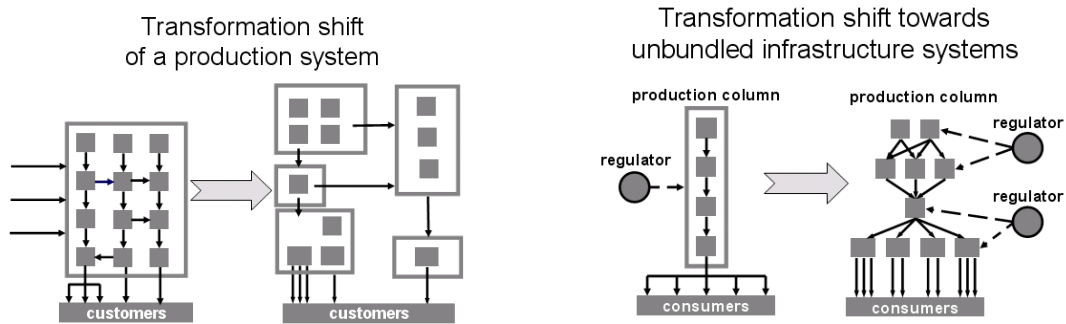 Transformation shift
of a production system
customers
customers
Transformation shift towards
unbundled infrastructure systems
production column
regulator
consumers
production column
regulator
regulator
consumers